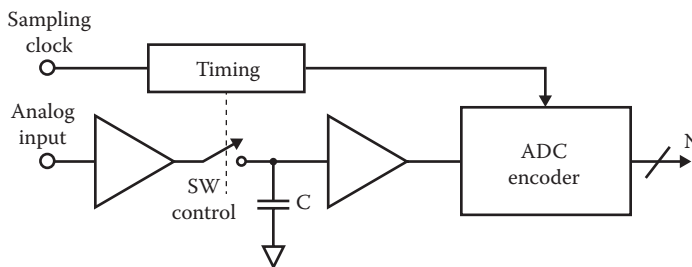 Sampling
clock
Timing
Analog
input
SW
control
C
ADC
encoder
N